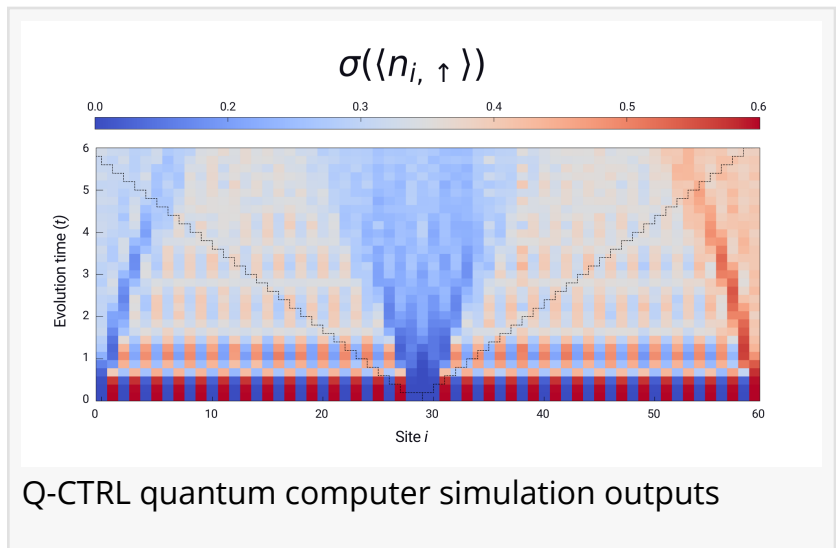 σ(⟨n_{i, ↑}⟩)
0.0 0.2 0.3 0.4 0.5 0.6
6
5
4
3
2
1
0
Evolution time (t)
0 10 20 30 40 50 60
Site i
Q-CTRL quantum computer simulation outputs